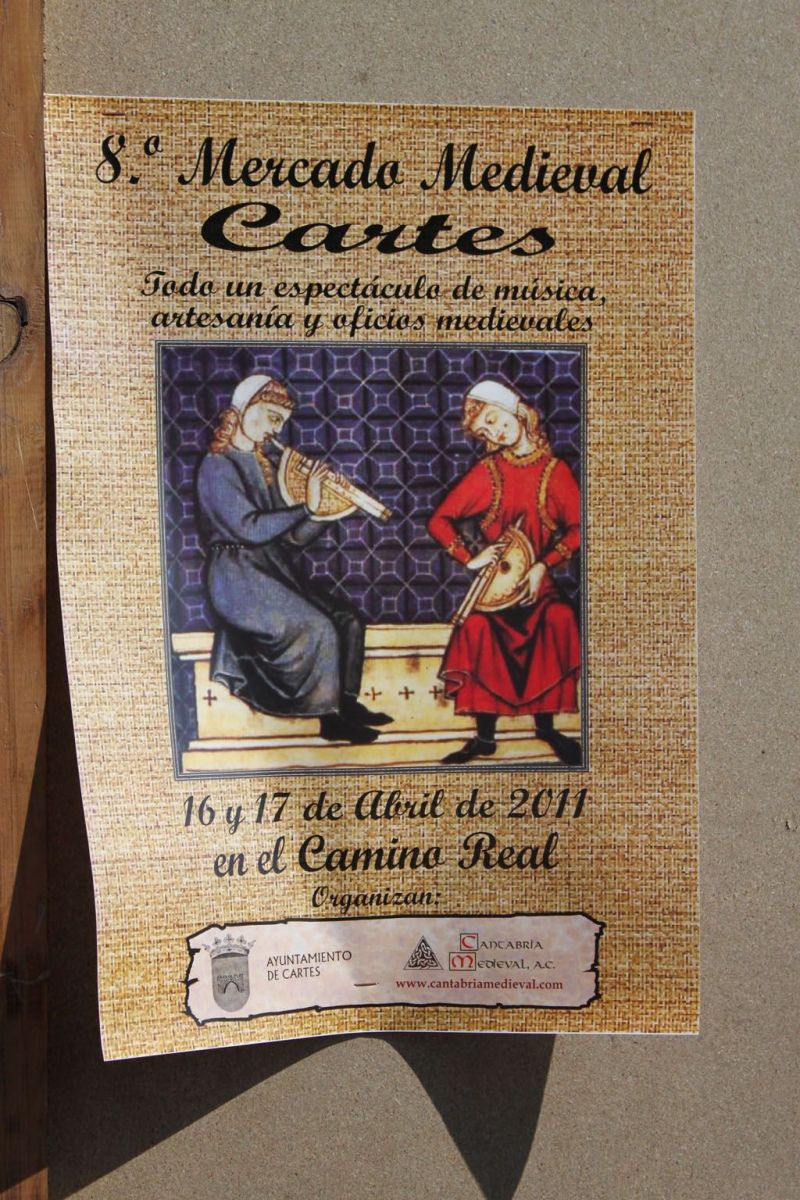 8.º Mercado Medieval
Cartes
Todo un espectáculo de música,
artesanía y oficios medievales
16 y 17 de Abril de 2011
en el Camino Real
Organizan:
AYUNTAMIENTO
DE CARTES
CANTABRIA
MEDIEVAL, A.C.
www.cantabriamedieval.com